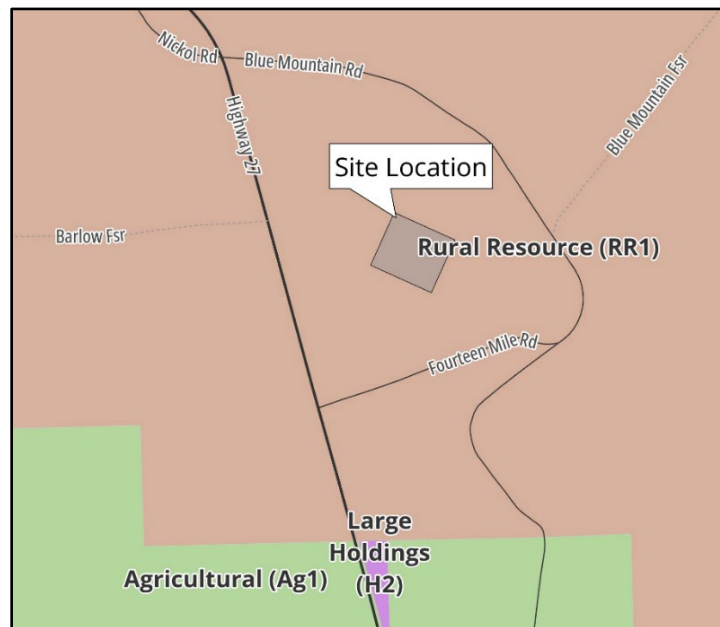 Nickol Rd
Blue Mountain Rd
Blue Mountain Fsr
Highway 27
Site Location
Barlow Fsr
Rural Resource (RR1)
Fourteen Mile Rd
Large
Holdings
(H2)
Agricultural (Ag1)